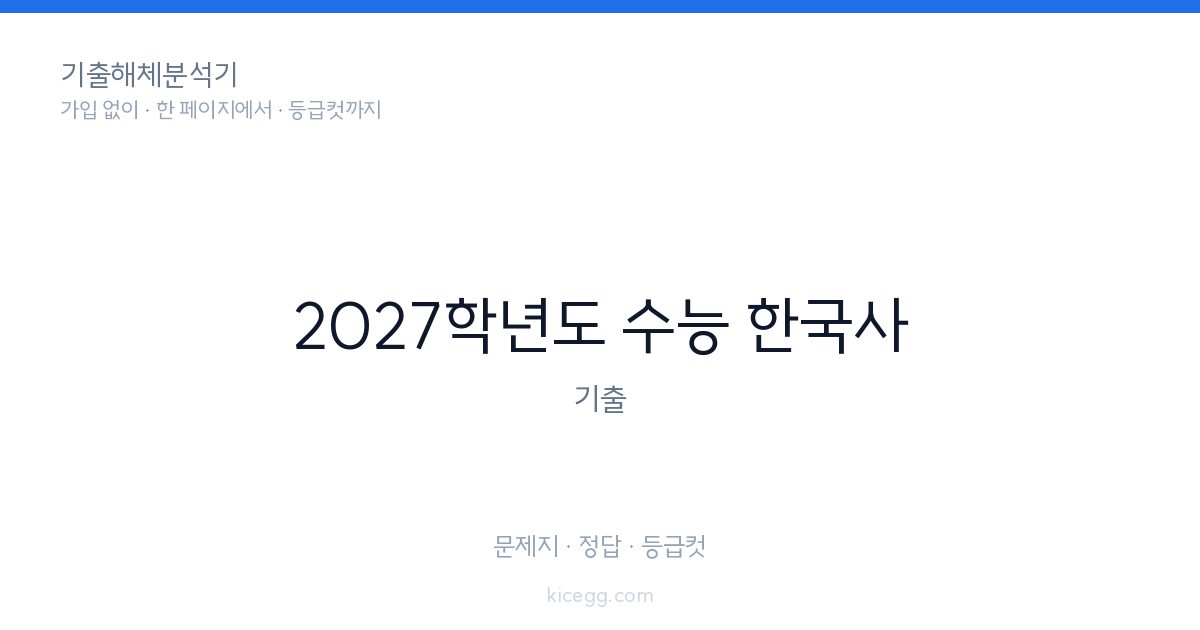 기출해체분석기
가입 없이 · 한 페이지에서 · 등급컷까지
2027학년도 수능 한국사
기출
문제지 · 정답 · 등급컷
kicegg.com